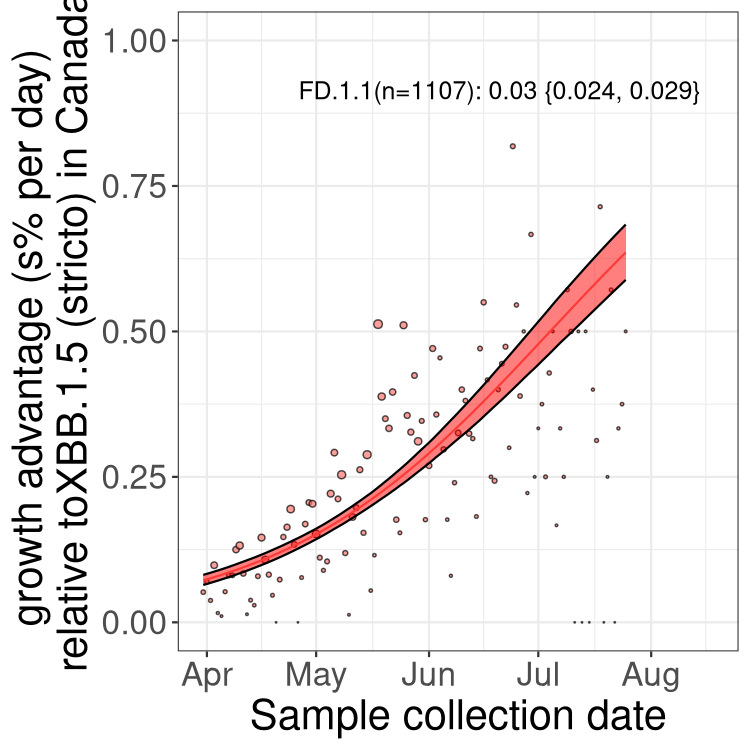 growth advantage (s% per day)
relative toXBB.1.5 (stricto) in Canada
1.00
0.75
0.50
0.25
0.00
FD.1.1(n=1107): 0.03 {0.024, 0.029}
Apr May Jun Jul Aug
Sample collection date